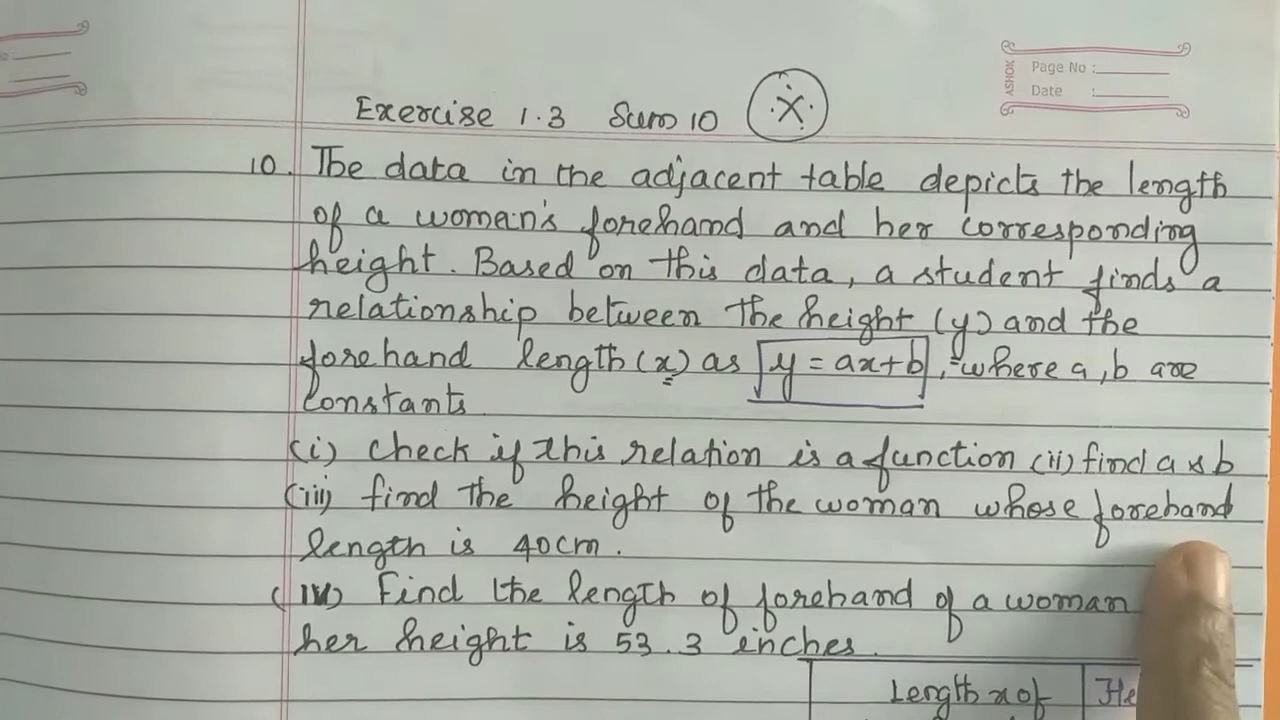 ASHOK
Page No :
Date :
Exercise 1.3 Sum 10
10. The data in the adjacent table depicts the length
of a woman's forehand and her corresponding
height. Based on this data, a student finds a
relationship between the height (y) and the
forehand length (x) as y = ax+b, where a, b are
constants
(i) check if this relation is a function (ii) find a & b
(iii) find the height of the woman whose forehand
length is 40cm.
(iv) Find the length of forehand of a woman
her height is 53.3 inches.
Length x of